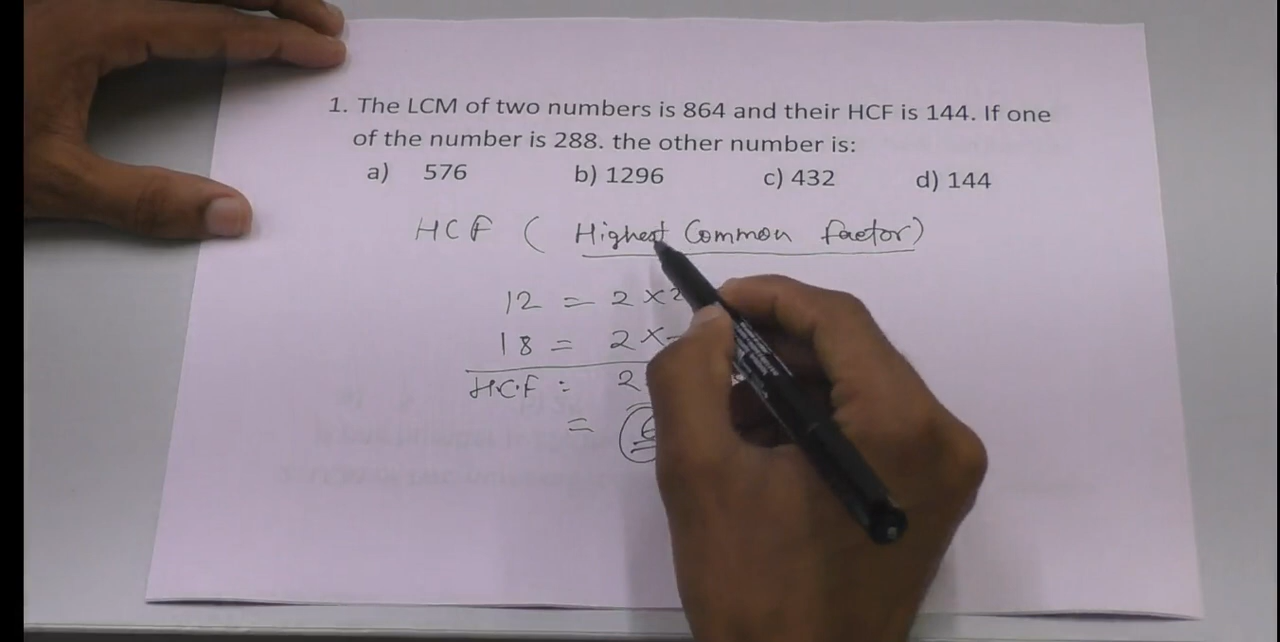 1. The LCM of two numbers is 864 and their HCF is 144. If one
of the number is 288. the other number is:
a) 576 b) 1296 c) 432 d) 144
HCF ( Highest Common factor)
12 = 2 × 2
18 = 2 ×
H.C.F = 2
=